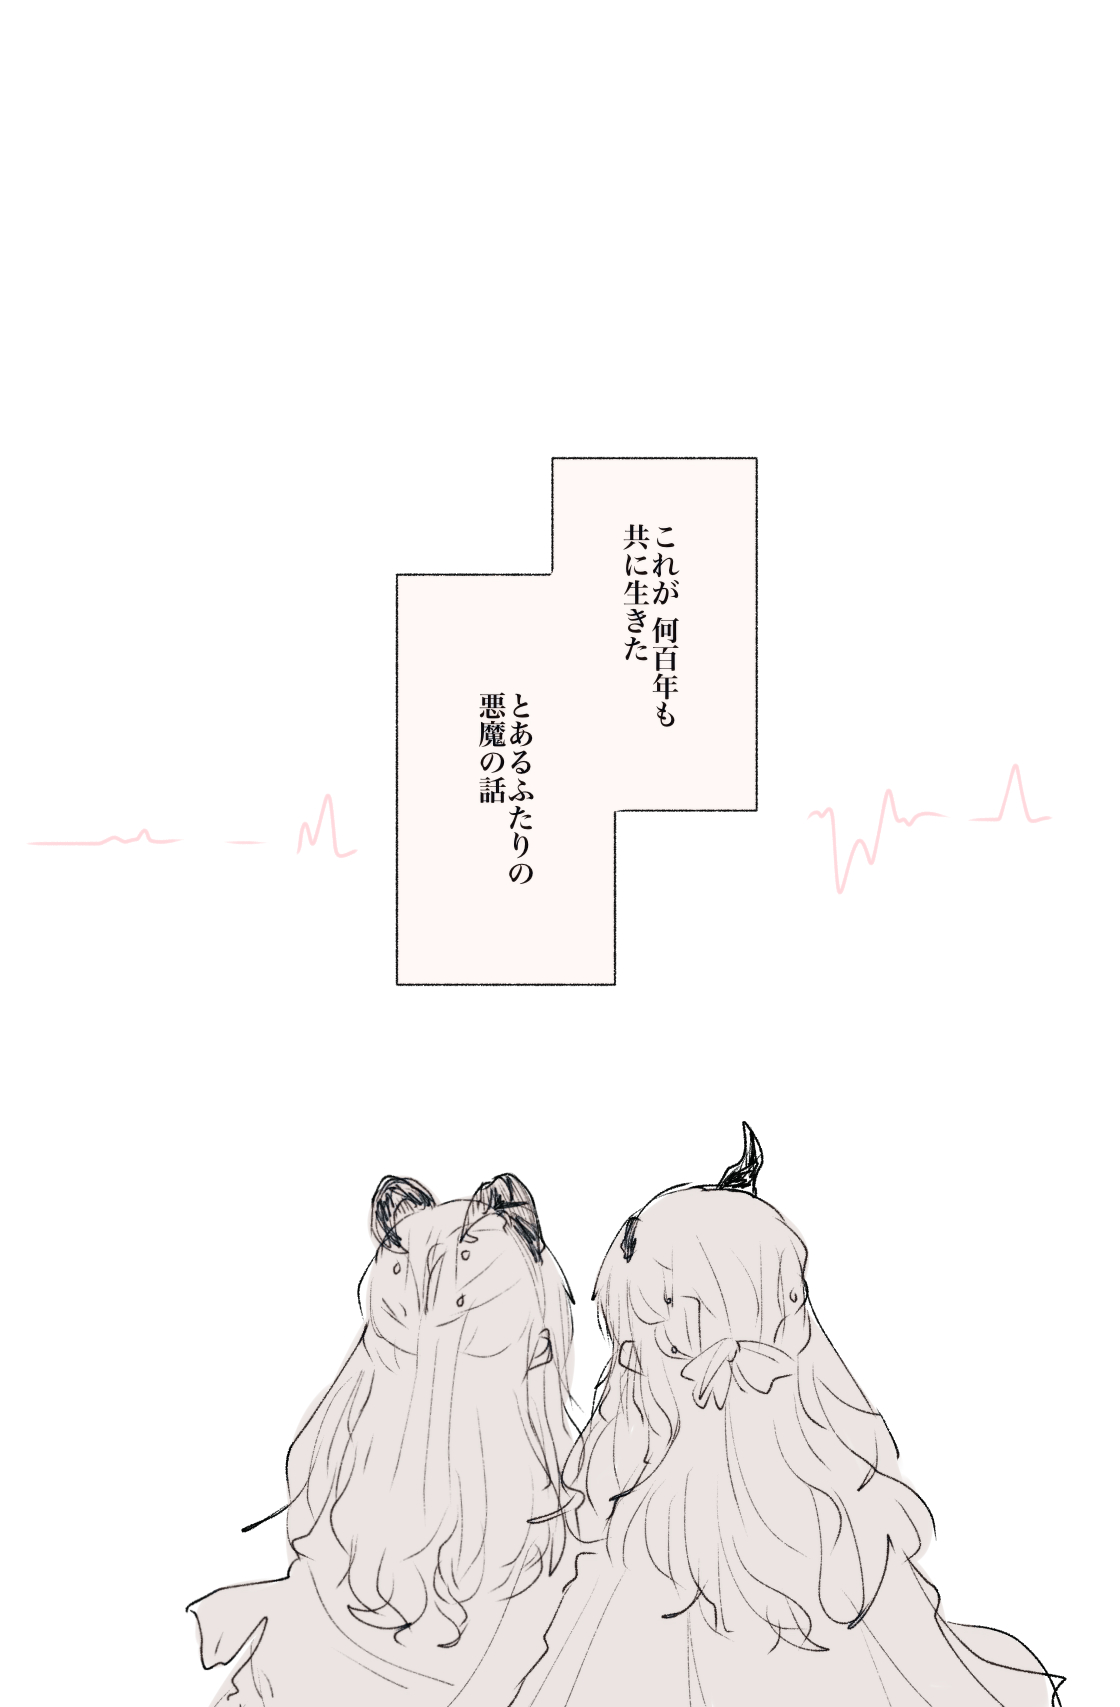 これが 何百年も
共に生きた
とあるふたりの
悪魔の話